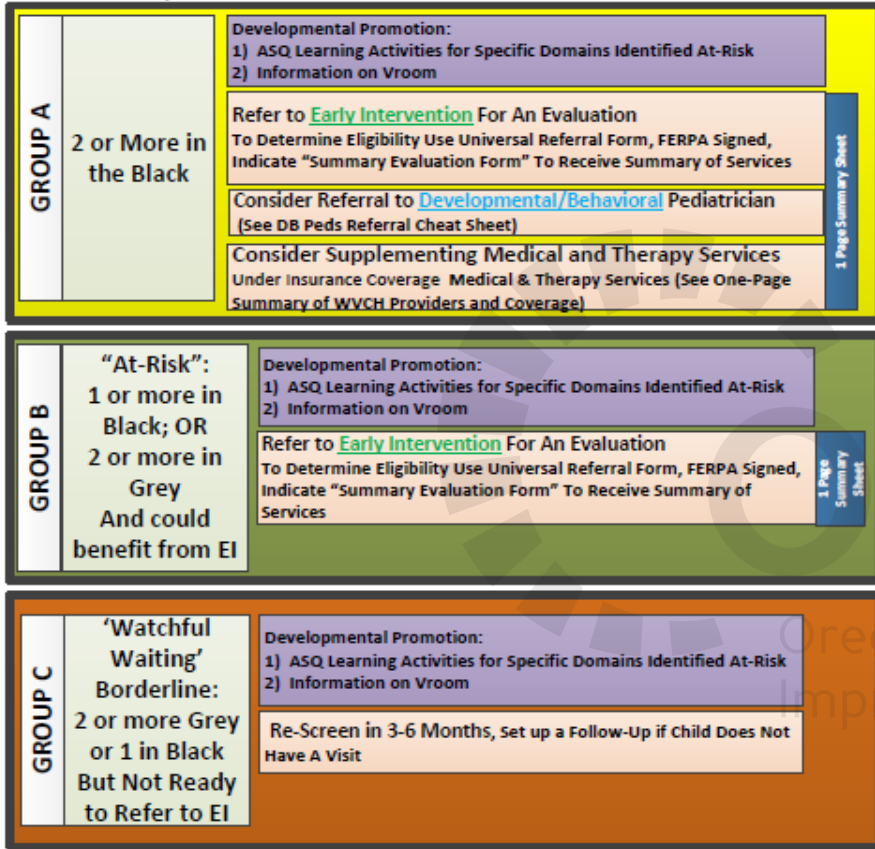 GROUP A
2 or More in
the Black
Developmental Promotion:
1) ASQ Learning Activities for Specific Domains Identified At-Risk
2) Information on Vroom
Refer to Early Intervention For An Evaluation
To Determine Eligibility Use Universal Referral Form, FERPA Signed,
Indicate “Summary Evaluation Form” To Receive Summary of Services
Consider Referral to Developmental/Behavioral Pediatrician
(See DB Peds Referral Cheat Sheet)
Consider Supplementing Medical and Therapy Services
Under Insurance Coverage Medical & Therapy Services (See One-Page
Summary of WVCH Providers and Coverage)
1 Page Summary Sheet
GROUP B
“At-Risk”:
1 or more in
Black; OR
2 or more in
Grey
And could
benefit from EI
Developmental Promotion:
1) ASQ Learning Activities for Specific Domains Identified At-Risk
2) Information on Vroom
Refer to Early Intervention For An Evaluation
To Determine Eligibility Use Universal Referral Form, FERPA Signed,
Indicate “Summary Evaluation Form” To Receive Summary of
Services
1 Page
Summary
Sheet
GROUP C
‘Watchful
Waiting’
Borderline:
2 or more Grey
or 1 in Black
But Not Ready
to Refer to EI
Developmental Promotion:
1) ASQ Learning Activities for Specific Domains Identified At-Risk
2) Information on Vroom
Re-Screen in 3-6 Months, Set up a Follow-Up if Child Does Not
Have A Visit